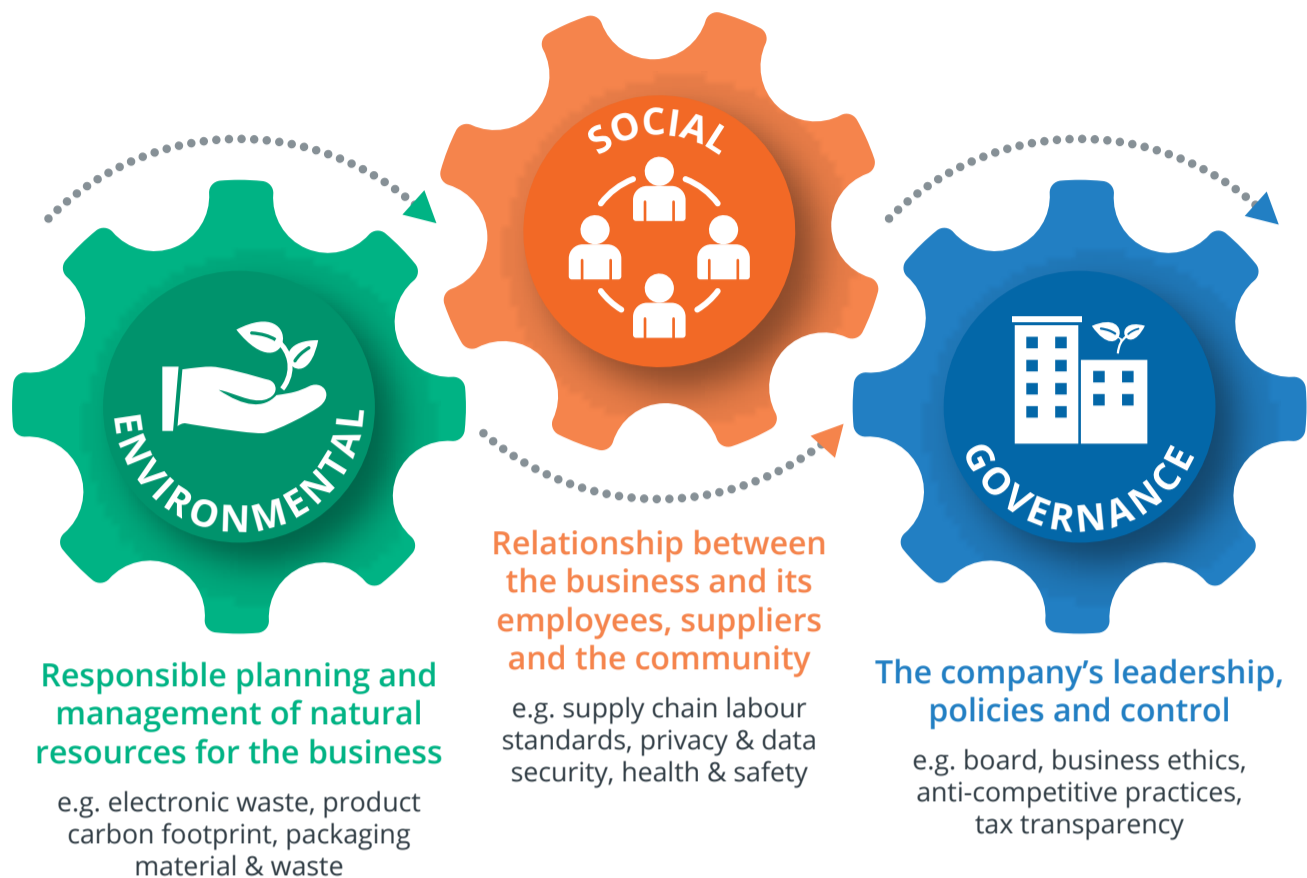 ENVIRONMENTAL
Responsible planning and
management of natural
resources for the business
e.g. electronic waste, product
carbon footprint, packaging
material & waste
SOCIAL
Relationship between
the business and its
employees, suppliers
and the community
e.g. supply chain labour
standards, privacy & data
security, health & safety
GOVERNANCE
The company’s leadership,
policies and control
e.g. board, business ethics,
anti-competitive practices,
tax transparency